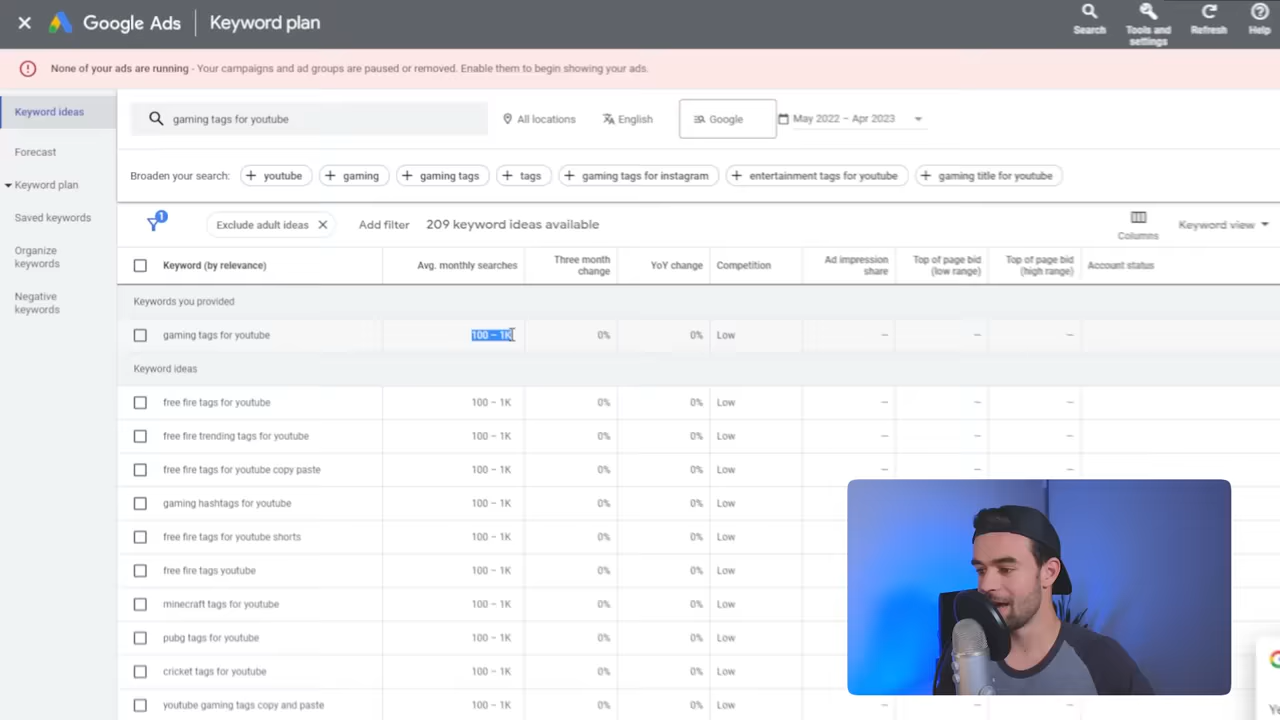 Google Ads
Keyword plan
Search
Tools and settings
Refresh
Help
None of your ads are running - Your campaigns and ad groups are paused or removed. Enable them to begin showing your ads.
Keyword ideas
Forecast
Keyword plan
Saved keywords
Organize keywords
Negative keywords
gaming tags for youtube
All locations
English
Google
May 2022 – Apr 2023
Broaden your search:
youtube
gaming
gaming tags
tags
gaming tags for instagram
entertainment tags for youtube
gaming title for youtube
1
Exclude adult ideas
Add filter
209 keyword ideas available
Columns
Keyword view
Keyword (by relevance) Avg. monthly searches Three month change YoY change Competition Ad impression share Top of page bid (low range) Top of page bid (high range) Account status
Keywords you provided
gaming tags for youtube 100 – 1K 0% 0% Low – – –
Keyword ideas
free fire tags for youtube 100 – 1K 0% 0% Low – – –
free fire trending tags for youtube 100 – 1K 0% 0% Low – – –
free fire tags for youtube copy paste 100 – 1K 0% 0% Low – – –
gaming hashtags for youtube 100 – 1K 0% 0% Low
free fire tags for youtube shorts 100 – 1K 0% 0% Low
free fire tags youtube 100 – 1K 0% 0% Low
minecraft tags for youtube 100 – 1K 0% 0% Low
pubg tags for youtube 100 – 1K 0% 0% Low
cricket tags for youtube 100 – 1K 0% 0% Low
youtube gaming tags copy and paste 100 – 1K 0% 0% Low – – –